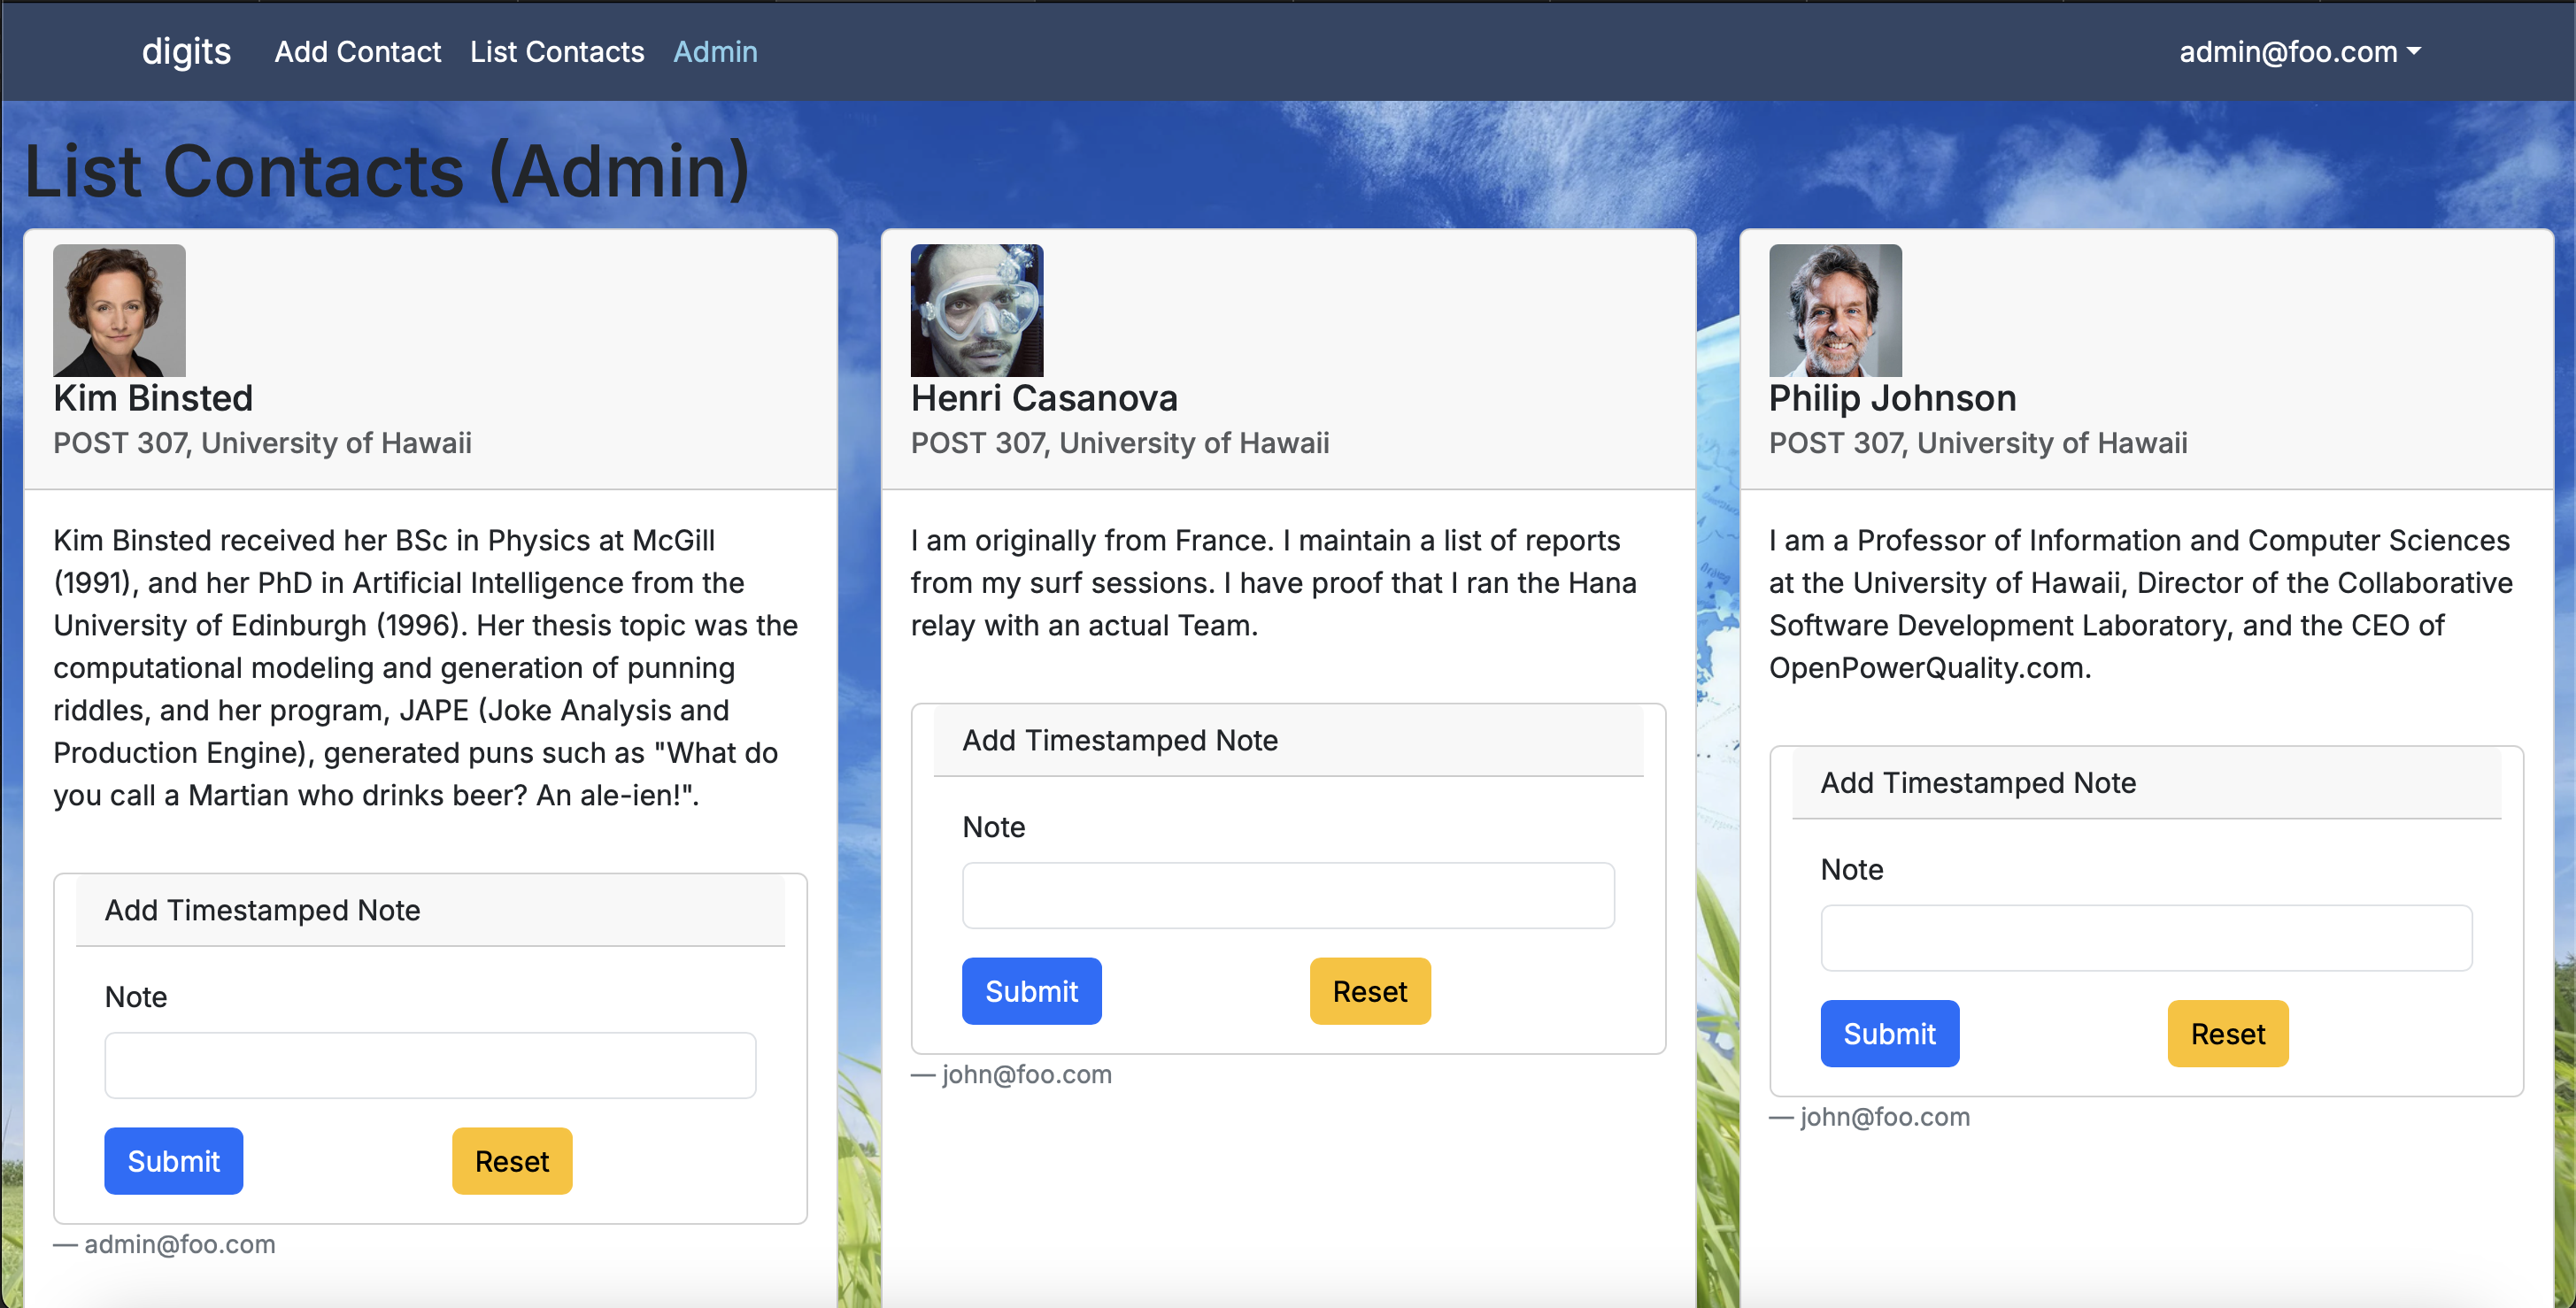 digits Add Contact List Contacts Admin admin@foo.com
List Contacts (Admin)
Kim Binsted
POST 307, University of Hawaii
Kim Binsted received her BSc in Physics at McGill
(1991), and her PhD in Artificial Intelligence from the
University of Edinburgh (1996). Her thesis topic was the
computational modeling and generation of punning
riddles, and her program, JAPE (Joke Analysis and
Production Engine), generated puns such as "What do
you call a Martian who drinks beer? An ale-ien!".
Add Timestamped Note
Note
Submit Reset
— admin@foo.com
Henri Casanova
POST 307, University of Hawaii
I am originally from France. I maintain a list of reports
from my surf sessions. I have proof that I ran the Hana
relay with an actual Team.
Add Timestamped Note
Note
Submit Reset
— john@foo.com
Philip Johnson
POST 307, University of Hawaii
I am a Professor of Information and Computer Sciences
at the University of Hawaii, Director of the Collaborative
Software Development Laboratory, and the CEO of
OpenPowerQuality.com.
Add Timestamped Note
Note
Submit Reset
— john@foo.com